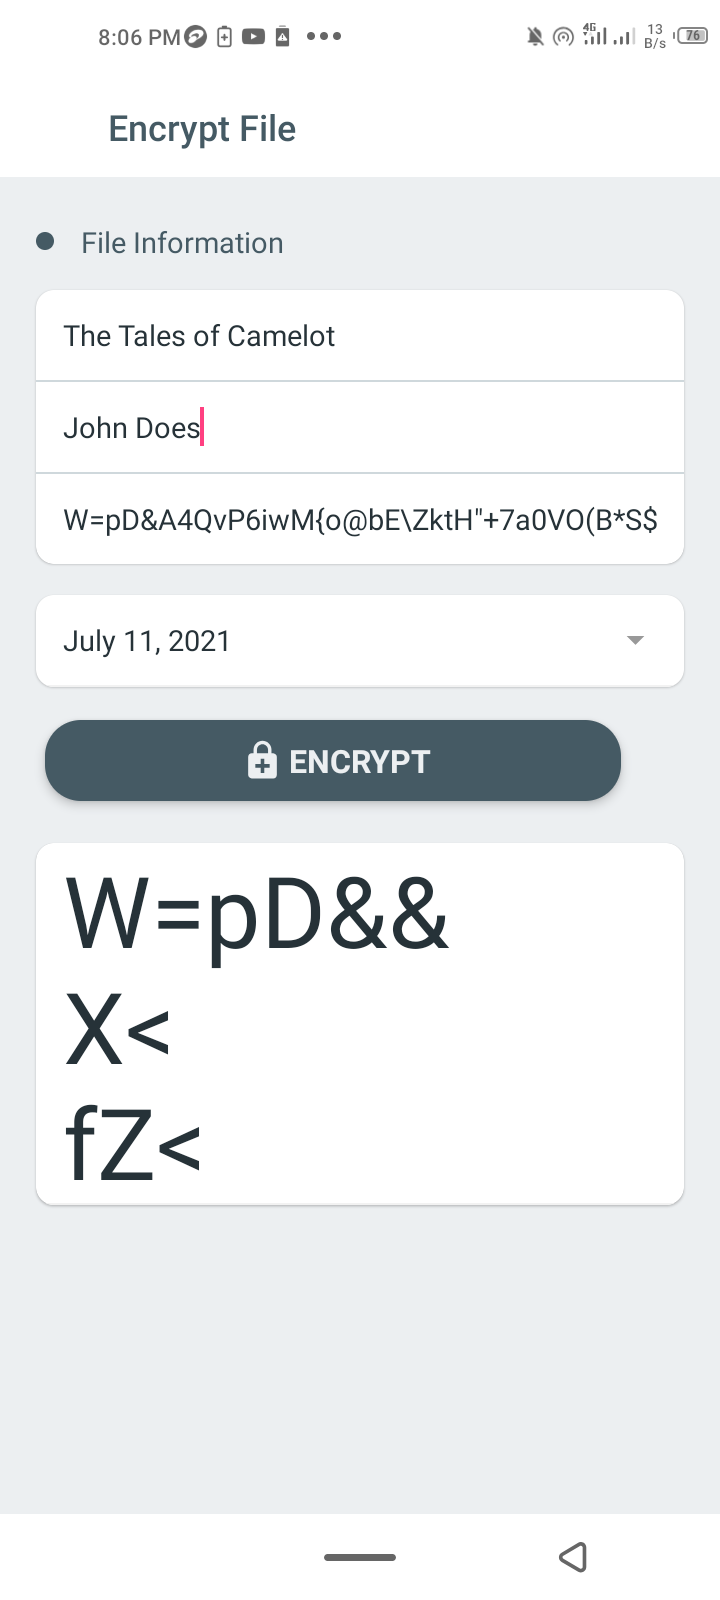 8:06 PM
4G
13
B/s
76
Encrypt File
File Information
The Tales of Camelot
John Does
W=pD&A4QvP6iwM{o@bE\ZktH"+7a0VO(B*S$
July 11, 2021
ENCRYPT
W=pD&&
X<
fZ<